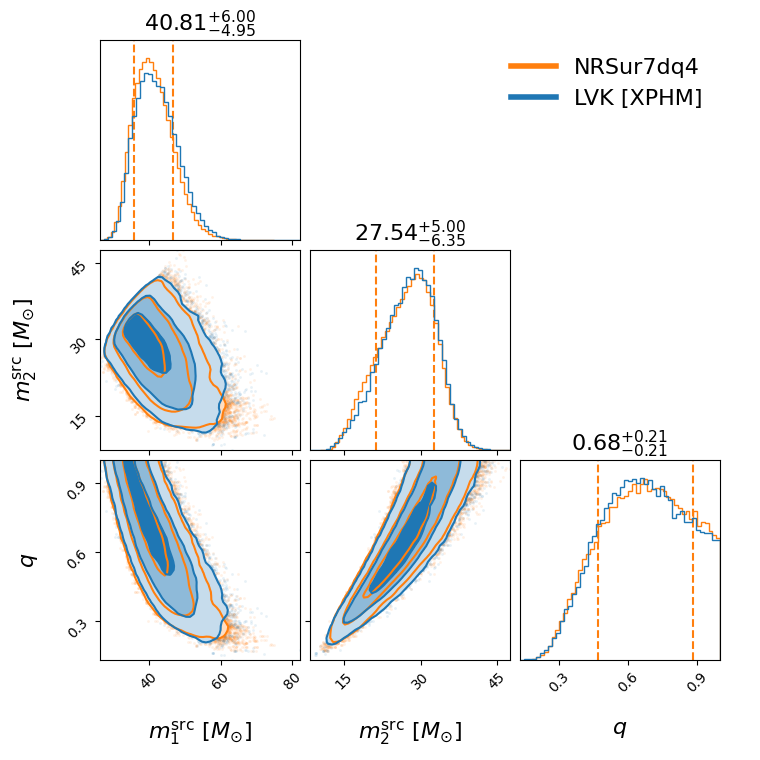 40.81+6.00−4.95
NRSur7dq4
LVK [XPHM]
27.54+5.00−6.35
45
30
15
m2src [M⊙]
0.68+0.21−0.21
0.9
0.6
0.3
q
40 60 80
15 30 45
0.3 0.6 0.9
m1src [M⊙]
m2src [M⊙]
q